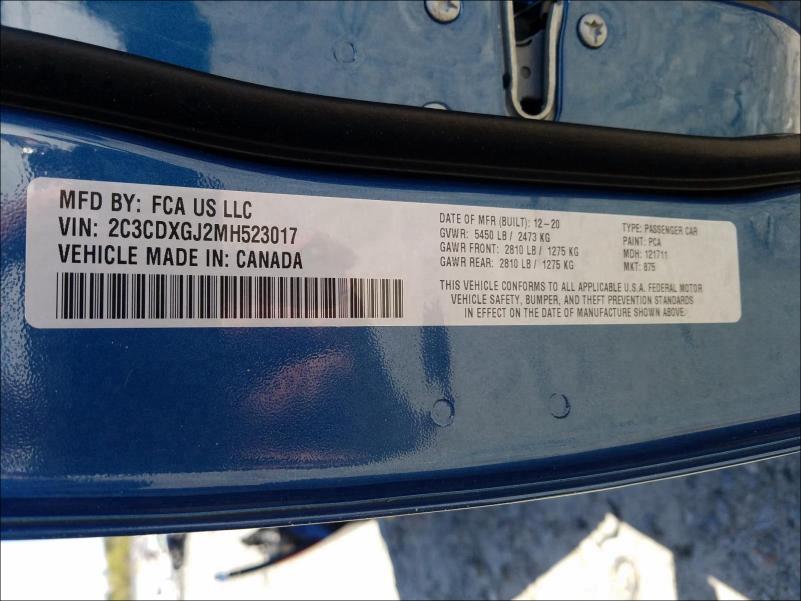 MFD BY: FCA US LLC
VIN: 2C3CDXGJ2MH523017
VEHICLE MADE IN: CANADA
DATE OF MFR (BUILT): 12-20
GVWR: 5450 LB / 2473 KG
GAWR FRONT: 2810 LB / 1275 KG
GAWR REAR: 2810 LB / 1275 KG
TYPE: PASSENGER CAR
PAINT: PCA
MDH: 121711
MKT: 875
THIS VEHICLE CONFORMS TO ALL APPLICABLE U.S.A. FEDERAL MOTOR
VEHICLE SAFETY, BUMPER, AND THEFT PREVENTION STANDARDS
IN EFFECT ON THE DATE OF MANUFACTURE SHOWN ABOVE.